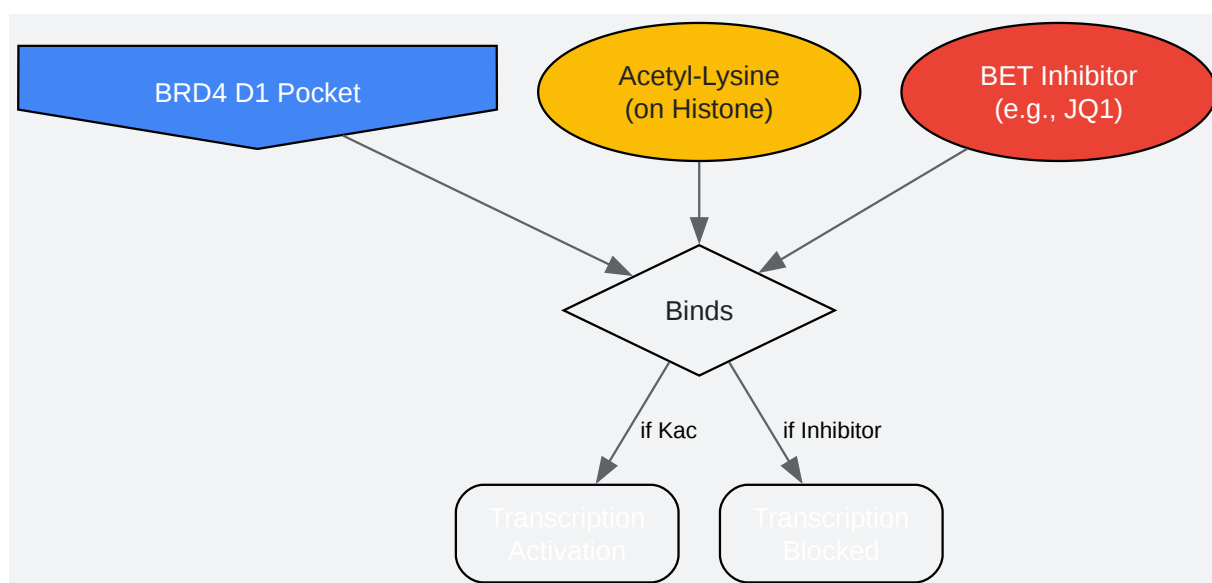 BRD4 D1 Pocket
Acetyl-Lysine
(on Histone)
BET Inhibitor
(e.g., JQ1)
Binds
if Kac
if Inhibitor
Transcription
Activation
Transcription
Blocked